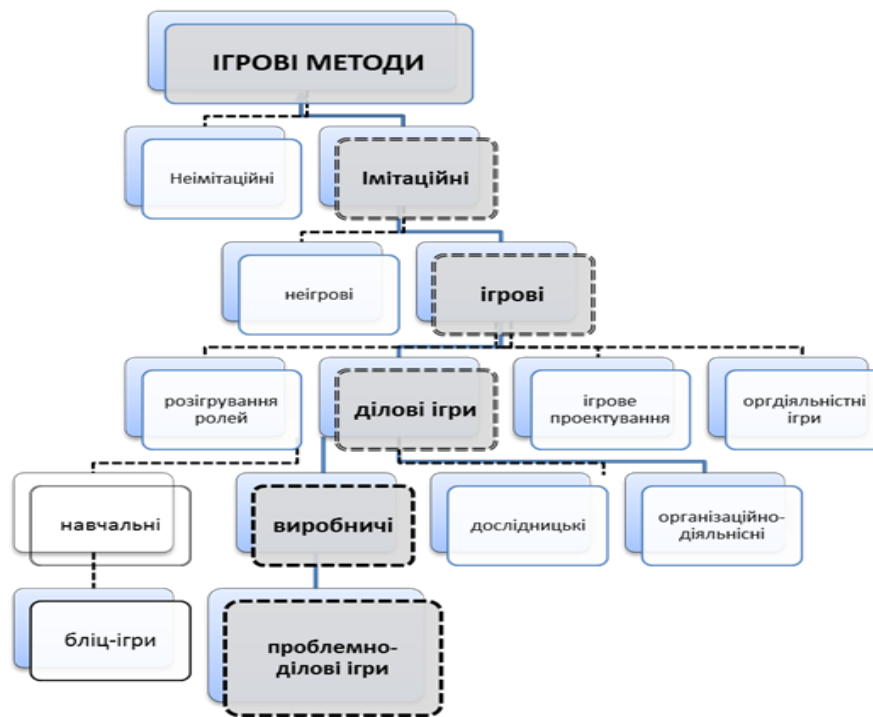 ІГРОВІ МЕТОДИ
Неімітаційні
Імітаційні
неігрові
ігрові
розігрування
ролей
ділові ігри
ігрове
проектування
оргдіяльністні
ігри
навчальні
виробничі
дослідницькі
організаційно-
діяльнісні
бліц-ігри
проблемно-
ділові ігри